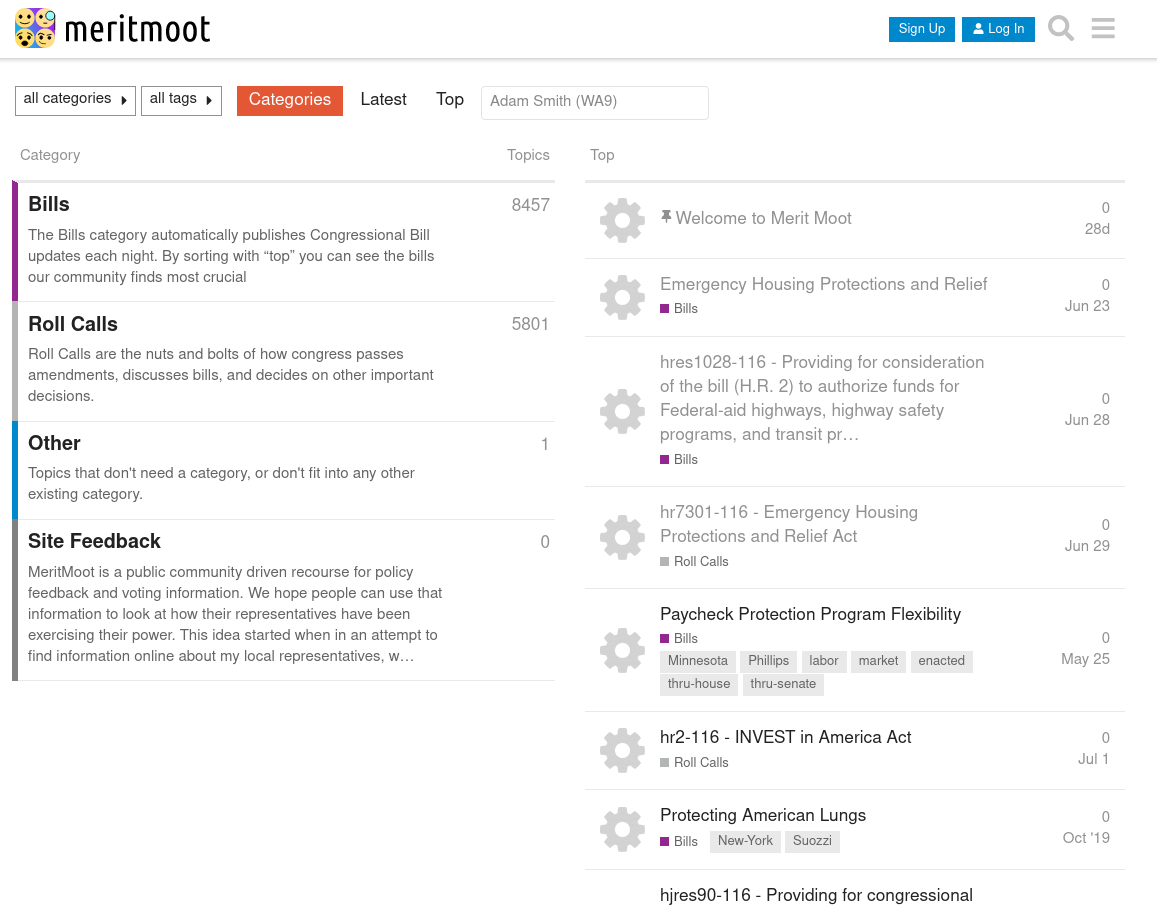 meritmoot
Sign Up
Log In
all categories
all tags
Categories
Latest
Top
Adam Smith (WA9)
Category
Topics
Bills
8457
The Bills category automatically publishes Congressional Bill
updates each night. By sorting with “top” you can see the bills
our community finds most crucial
Roll Calls
5801
Roll Calls are the nuts and bolts of how congress passes
amendments, discusses bills, and decides on other important
decisions.
Other
1
Topics that don't need a category, or don't fit into any other
existing category.
Site Feedback
0
MeritMoot is a public community driven recourse for policy
feedback and voting information. We hope people can use that
information to look at how their representatives have been
exercising their power. This idea started when in an attempt to
find information online about my local representatives, w…
Top
Welcome to Merit Moot
0
28d
Emergency Housing Protections and Relief
Bills
0
Jun 23
hres1028-116 - Providing for consideration
of the bill (H.R. 2) to authorize funds for
Federal-aid highways, highway safety
programs, and transit pr…
Bills
0
Jun 28
hr7301-116 - Emergency Housing
Protections and Relief Act
Roll Calls
0
Jun 29
Paycheck Protection Program Flexibility
Bills
Minnesota Phillips labor market enacted
thru-house thru-senate
0
May 25
hr2-116 - INVEST in America Act
Roll Calls
0
Jul 1
Protecting American Lungs
Bills New-York Suozzi
0
Oct '19
hjres90-116 - Providing for congressional